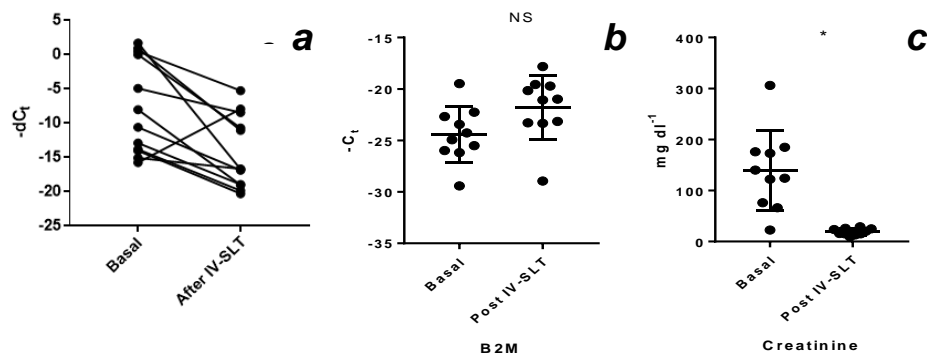 a
5
0
-5
-10
-15
-20
-25
-dCt
Basal
After IV-SLT
NS
b
-15
-20
-25
-30
-35
-Ct
Basal
Post IV-SLT
B2M
*
c
400
300
200
100
0
mg dl-1
Basal
Post IV-SLT
Creatinine